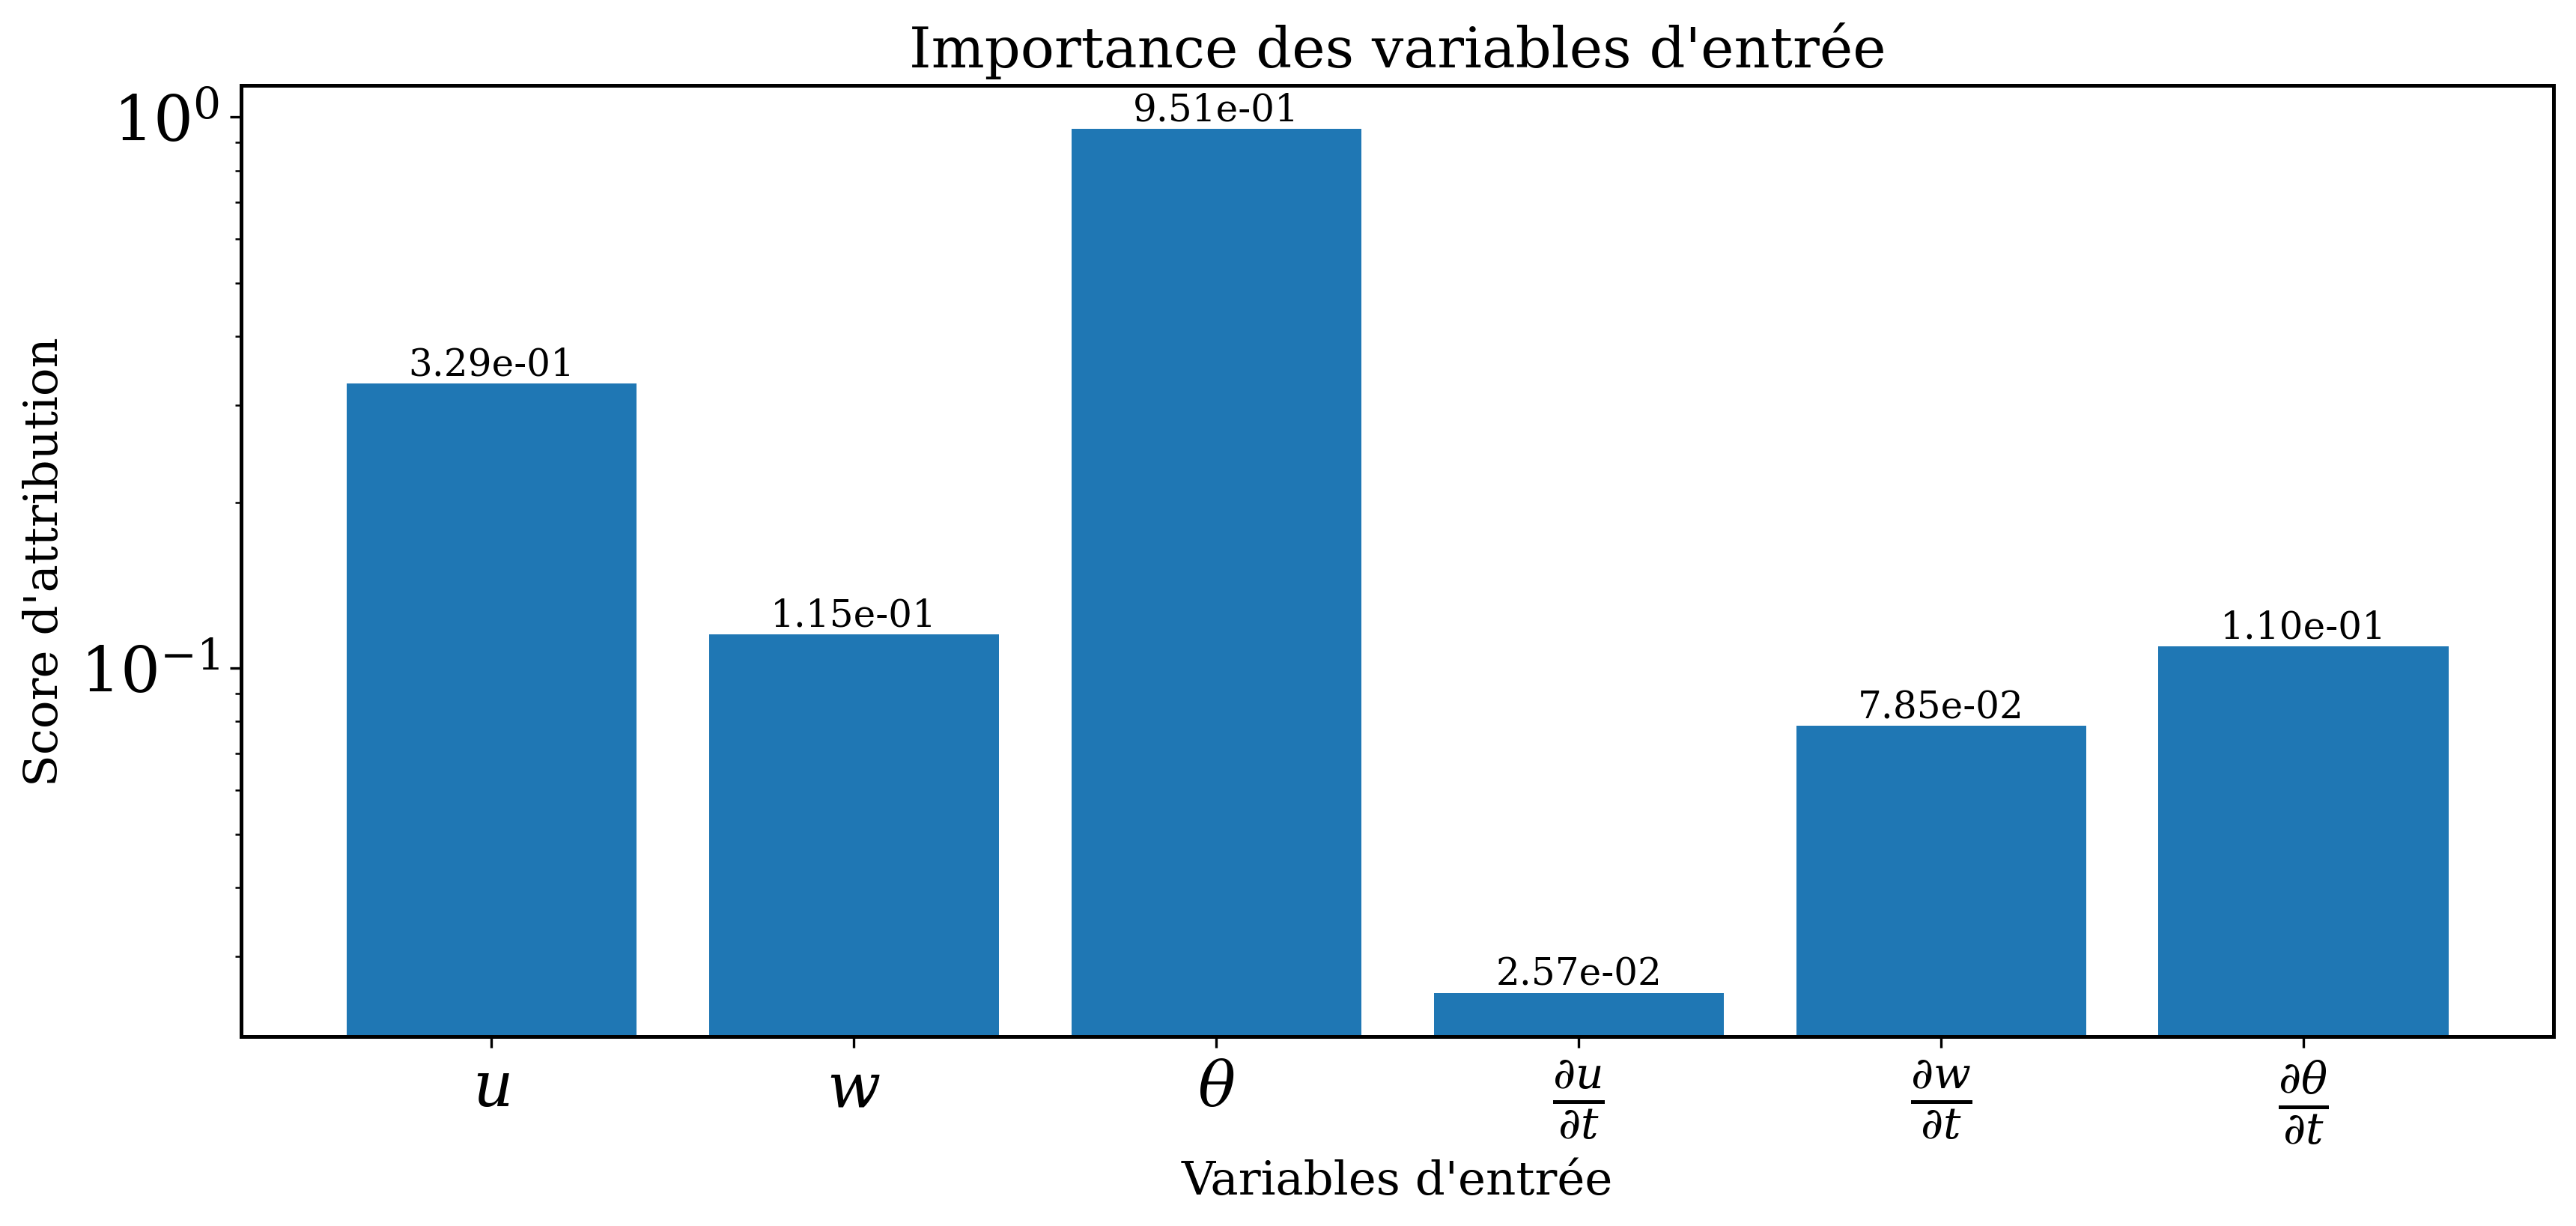 Importance des variables d'entrée
Score d'attribution
10⁰
10⁻¹
3.29e-01
1.15e-01
9.51e-01
2.57e-02
7.85e-02
1.10e-01
u
w
θ
∂u/∂t
∂w/∂t
∂θ/∂t
Variables d'entrée